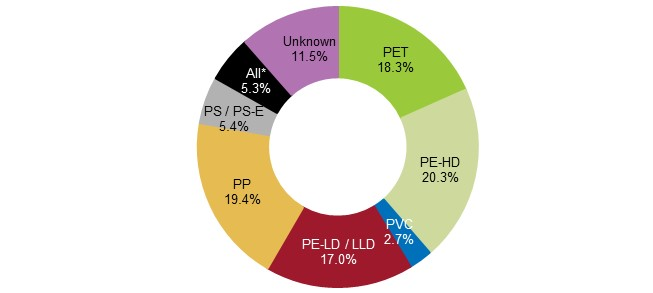 PET
18.3%
PE-HD
20.3%
PVC
2.7%
PE-LD / LLD
17.0%
PP
19.4%
PS / PS-E
5.4%
All*
5.3%
Unknown
11.5%